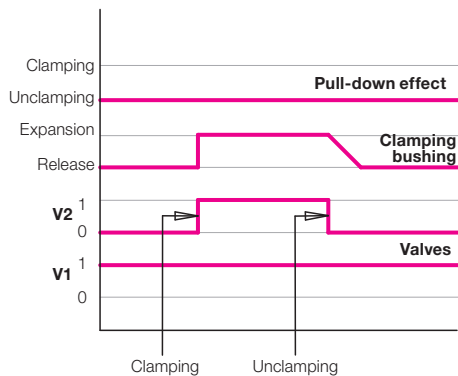 Clamping
Pull-down effect
Unclamping
Expansion
Clamping
bushing
Release
V2 1
0
Valves
V1 1
0
Clamping Unclamping